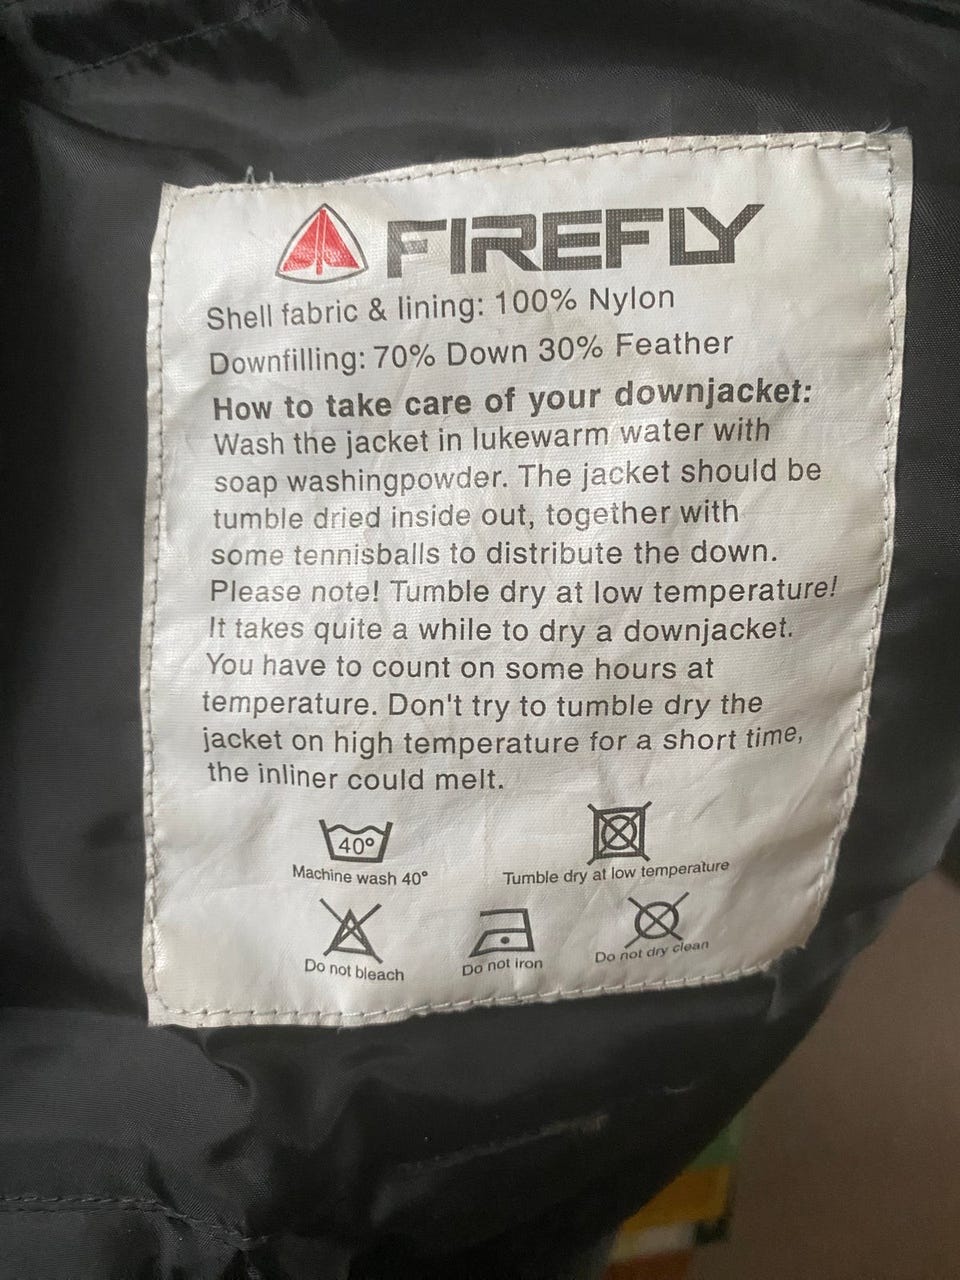 FIREFLY
Shell fabric & lining: 100% Nylon
Downfilling: 70% Down 30% Feather
How to take care of your downjacket:
Wash the jacket in lukewarm water with
soap washingpowder. The jacket should be
tumble dried inside out, together with
some tennisballs to distribute the down.
Please note! Tumble dry at low temperature!
It takes quite a while to dry a downjacket.
You have to count on some hours at
temperature. Don't try to tumble dry the
jacket on high temperature for a short time,
the inliner could melt.
40°
Machine wash 40°
Tumble dry at low temperature
Do not bleach
Do not iron
Do not dry clean